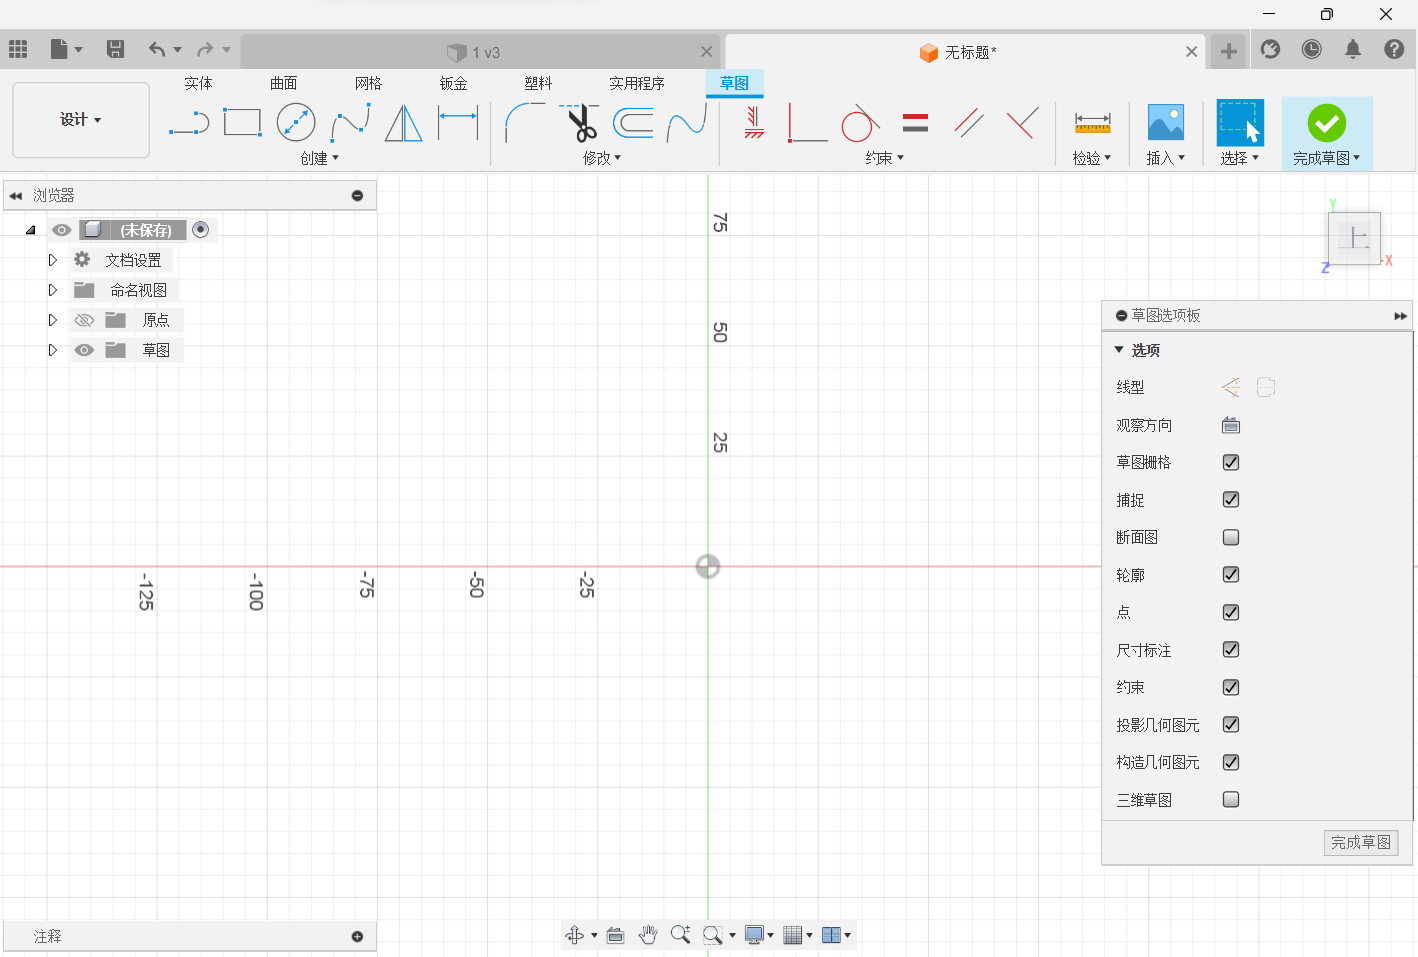 1 v3
无标题*
设计
实体
曲面
网格
钣金
塑料
实用程序
草图
创建
修改
约束
检验
插入
选择
完成草图
浏览器
(未保存)
文档设置
命名视图
原点
草图
75
50
25
-125
-100
-75
-50
-25
Y
上
Z
X
草图选项板
选项
线型
观察方向
草图栅格
捕捉
断面图
轮廓
点
尺寸标注
约束
投影几何图元
构造几何图元
三维草图
完成草图
注释